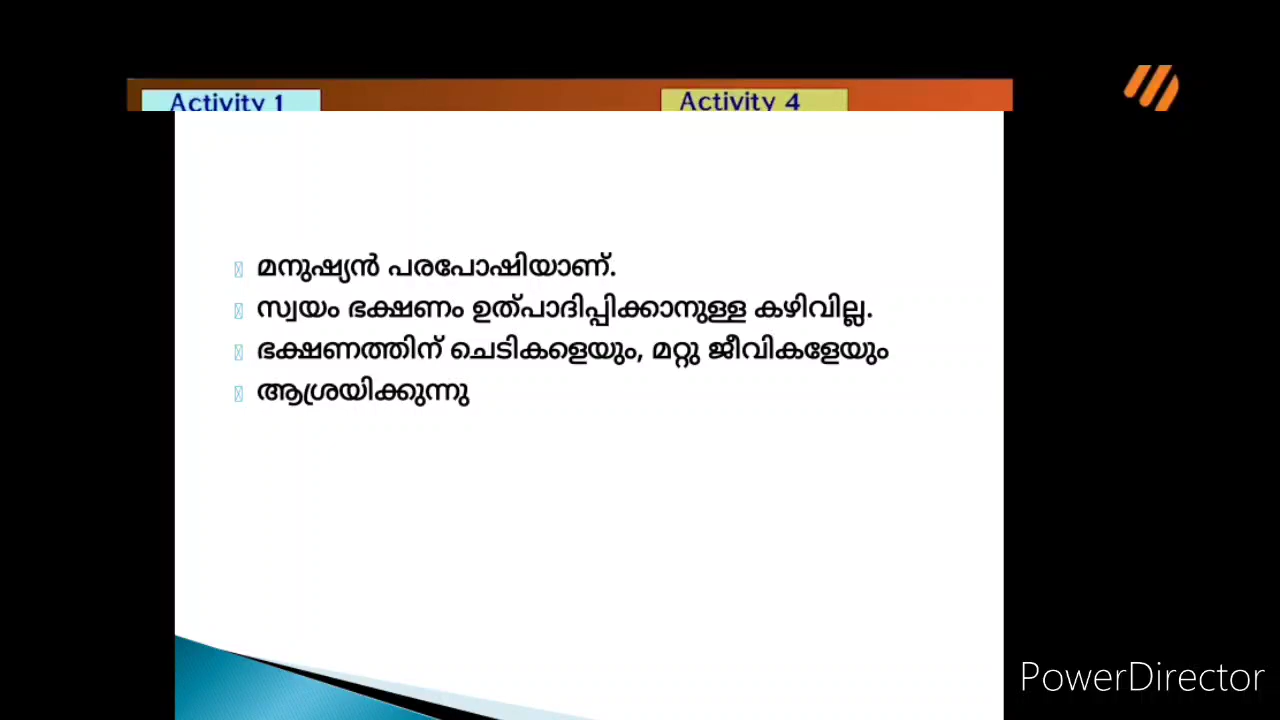 Activity 1 Activity 4
മനുഷ്യൻ പരപോഷിയാണ്.
സ്വയം ഭക്ഷണം ഉത്പാദിപ്പിക്കാനുള്ള കഴിവില്ല.
ഭക്ഷണത്തിന് ചെടികളെയും, മറ്റു ജീവികളേയും
ആശ്രയിക്കുന്നു
PowerDirector